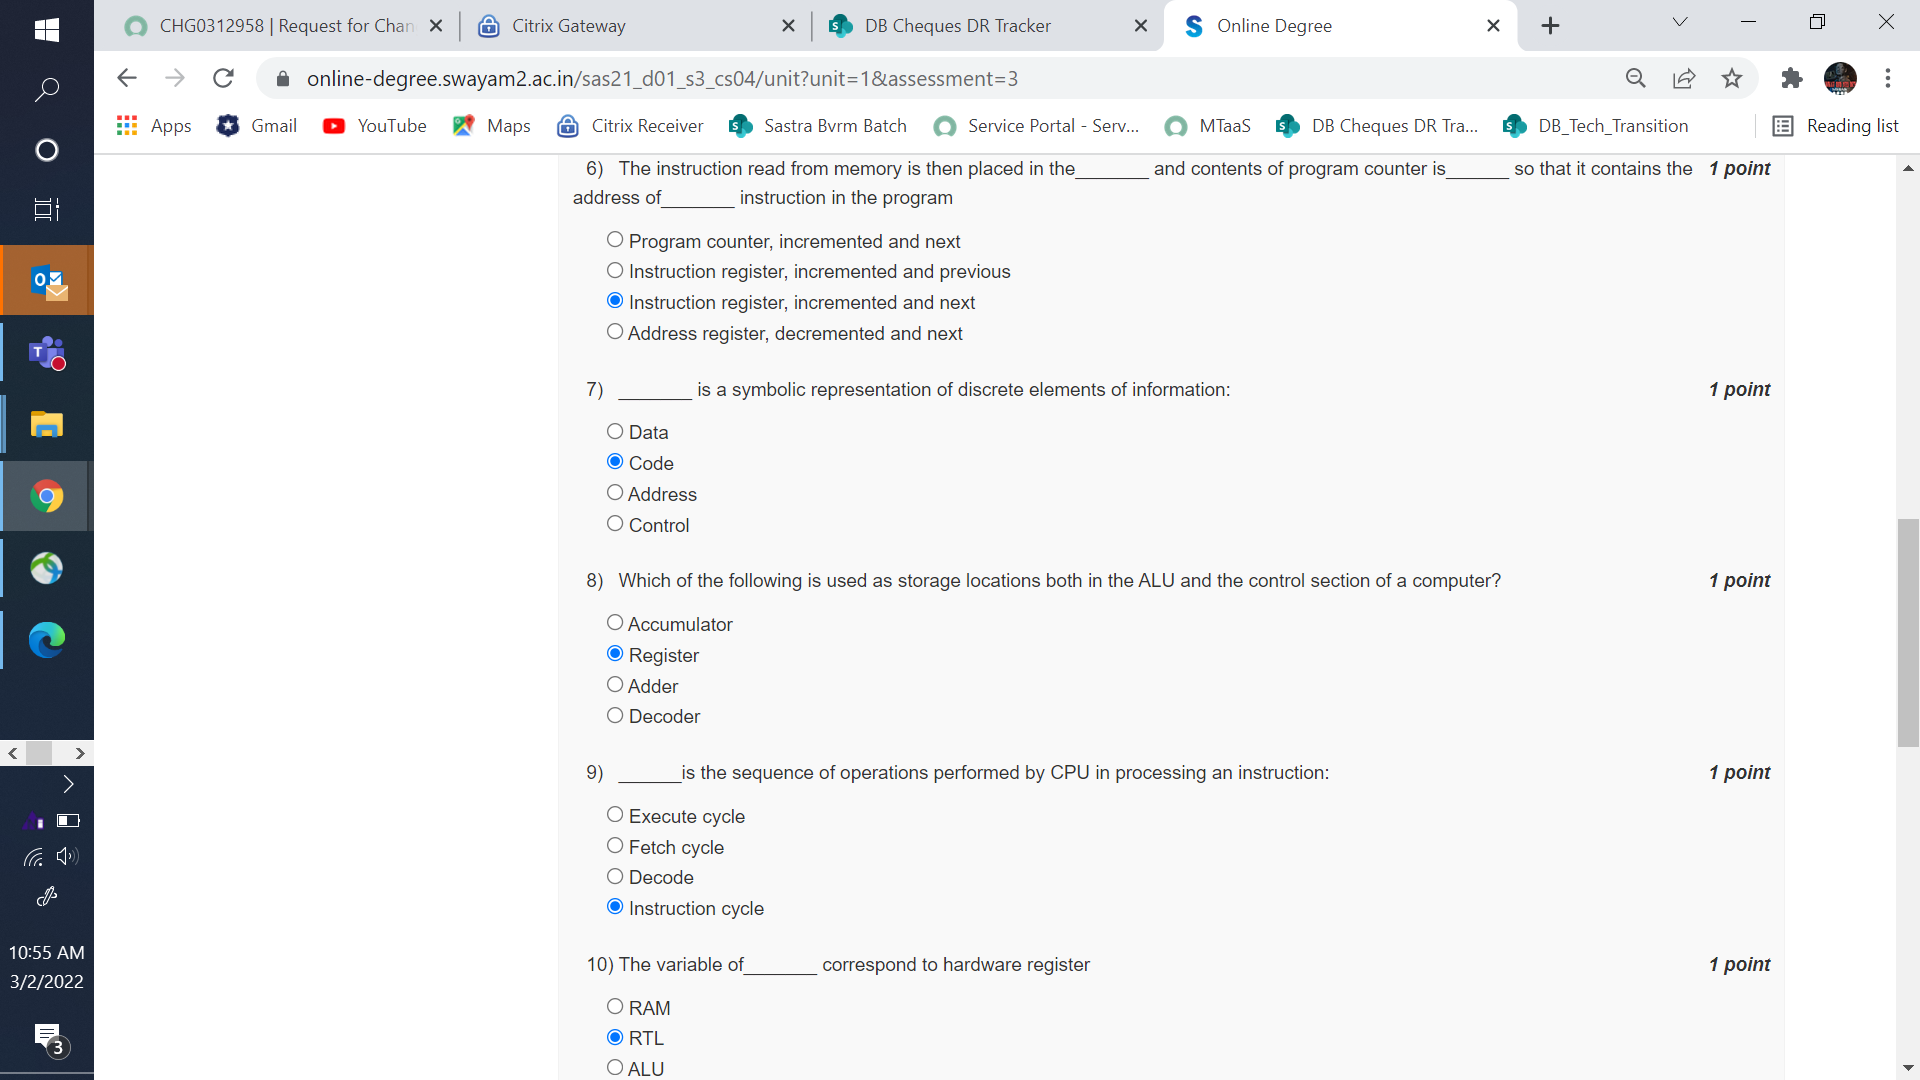 CHG0312958 | Request for Chan
Citrix Gateway
DB Cheques DR Tracker
Online Degree
online-degree.swayam2.ac.in/sas21_d01_s3_cs04/unit?unit=1&assessment=3
Apps Gmail YouTube Maps Citrix Receiver Sastra Bvrm Batch Service Portal - Serv... MTaaS DB Cheques DR Tra... DB_Tech_Transition Reading list
6) The instruction read from memory is then placed in the_______ and contents of program counter is______ so that it contains the 1 point
address of_______ instruction in the program
Program counter, incremented and next
Instruction register, incremented and previous
Instruction register, incremented and next
Address register, decremented and next
7) _______ is a symbolic representation of discrete elements of information: 1 point
Data
Code
Address
Control
8) Which of the following is used as storage locations both in the ALU and the control section of a computer? 1 point
Accumulator
Register
Adder
Decoder
9) ______is the sequence of operations performed by CPU in processing an instruction: 1 point
Execute cycle
Fetch cycle
Decode
Instruction cycle
10) The variable of_______ correspond to hardware register 1 point
RAM
RTL
ALU
10:55 AM
3/2/2022
3